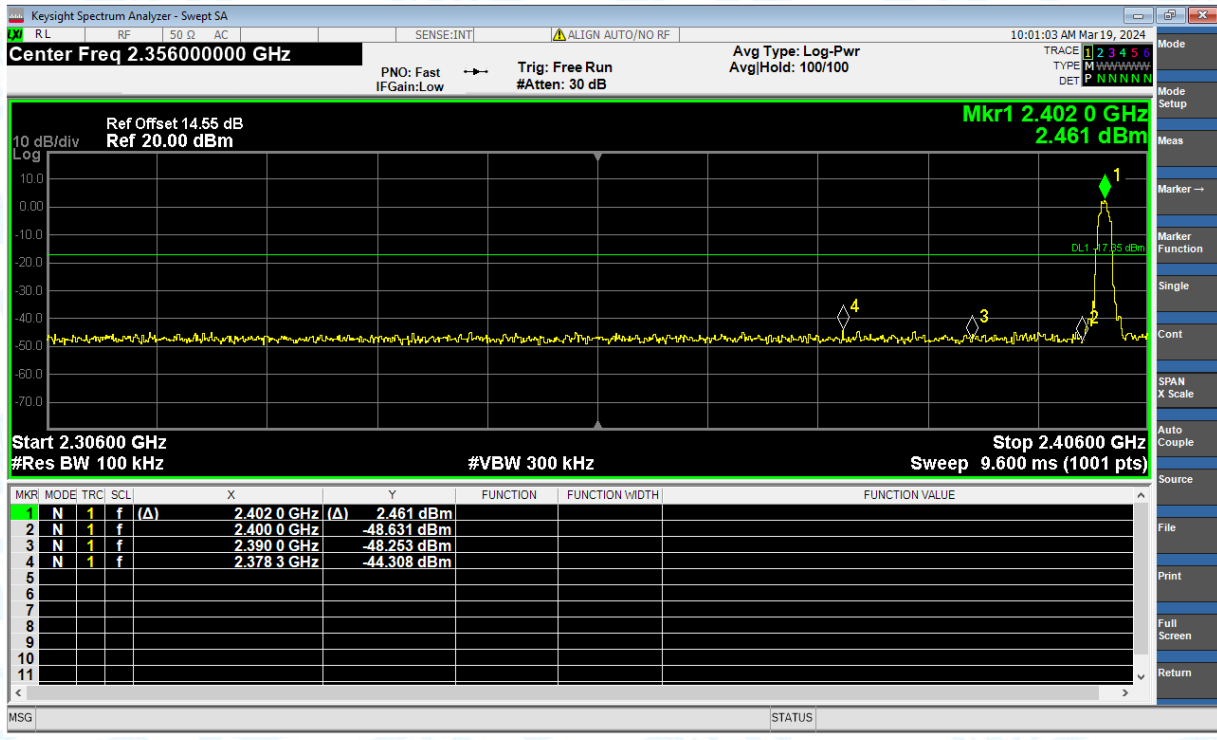 Keysight Spectrum Analyzer - Swept SA
LXI RL RF 50 Ω AC SENSE:INT ALIGN AUTO/NO RF 10:01:03 AM Mar 19, 2024
Center Freq 2.356000000 GHz
PNO: Fast
IFGain:Low
Trig: Free Run
#Atten: 30 dB
Avg Type: Log-Pwr
Avg|Hold: 100/100
TRACE 1 2 3 4 5 6
TYPE M WWWWW
DET P N N N N N
Mkr1 2.402 0 GHz
2.461 dBm
Ref Offset 14.55 dB
10 dB/div Ref 20.00 dBm
Log
10.0
0.00
-10.0
-20.0
-30.0
-40.0
-50.0
-60.0
-70.0
1
DL1 -17.35 dBm
4
3
2
Start 2.30600 GHz Stop 2.40600 GHz
#Res BW 100 kHz #VBW 300 kHz Sweep 9.600 ms (1001 pts)
MKR MODE TRC SCL X Y FUNCTION FUNCTION WIDTH FUNCTION VALUE
1 N 1 f (Δ) 2.402 0 GHz (Δ) 2.461 dBm
2 N 1 f 2.400 0 GHz -48.631 dBm
3 N 1 f 2.390 0 GHz -48.253 dBm
4 N 1 f 2.378 3 GHz -44.308 dBm
5
6
7
8
9
10
11
MSG STATUS
Mode
Mode
Setup
Meas
Marker →
Marker
Function
Single
Cont
SPAN
X Scale
Auto
Couple
Source
File
Print
Full
Screen
Return